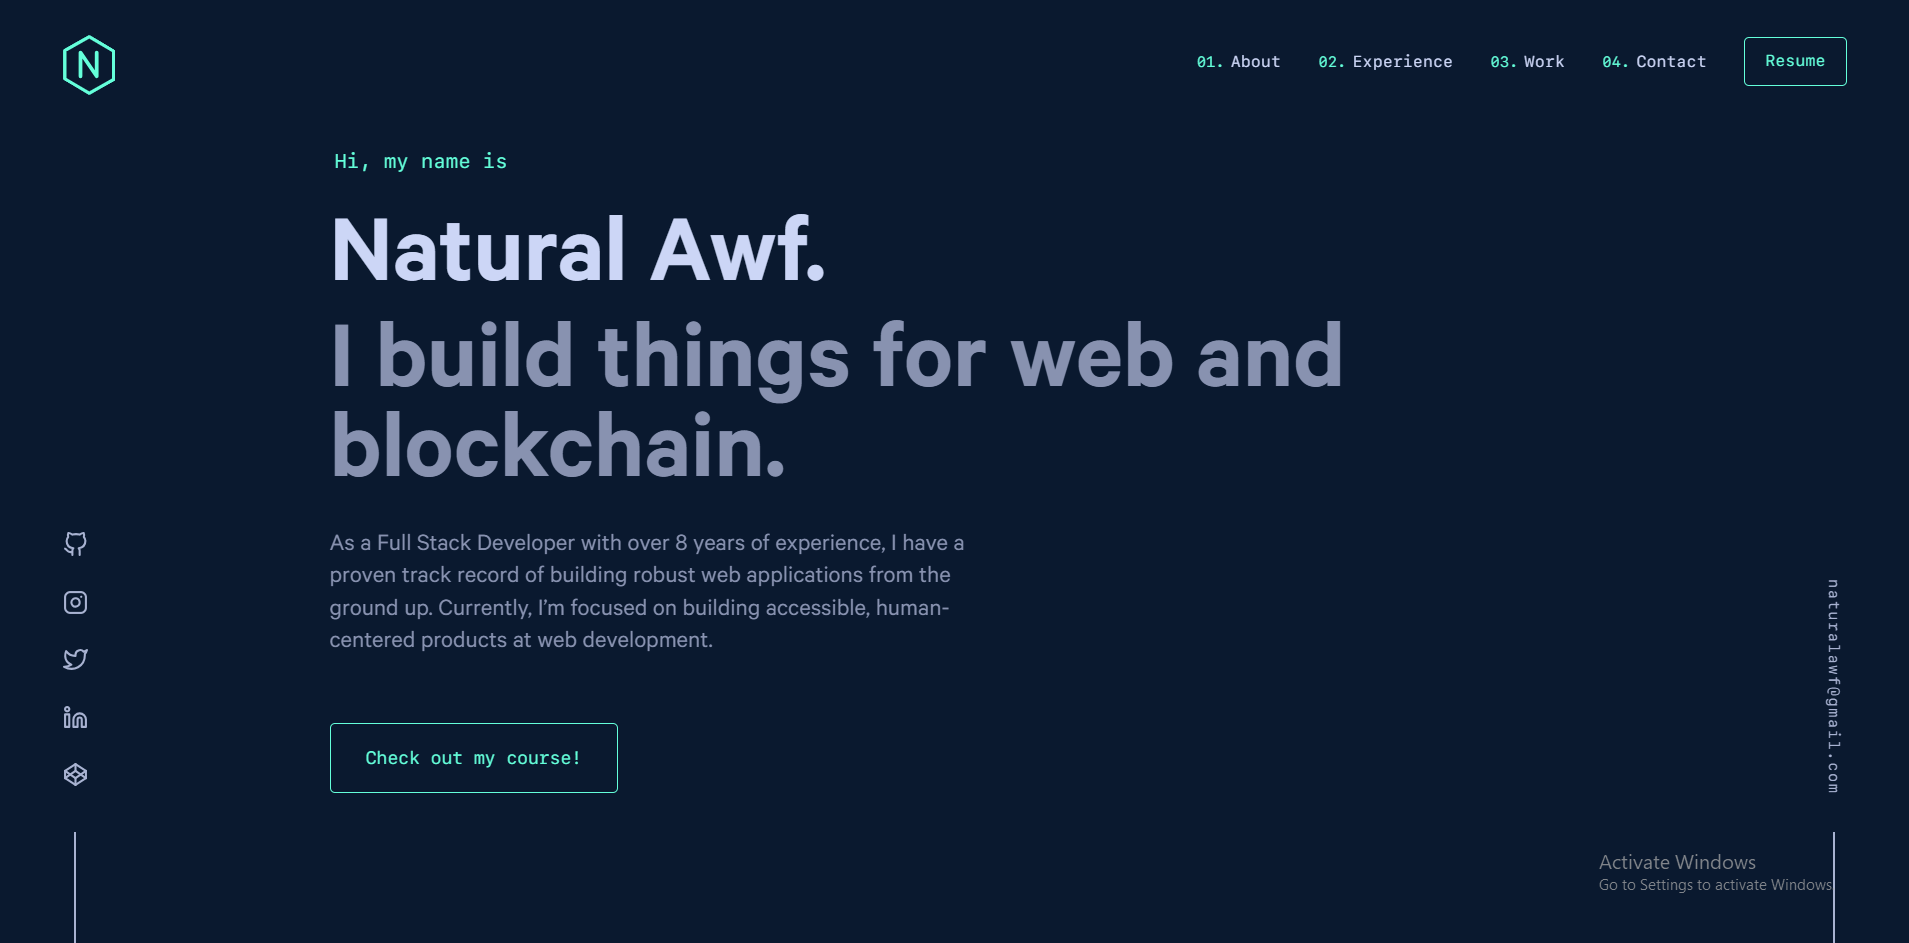 N
01. About 02. Experience 03. Work 04. Contact Resume
Hi, my name is
Natural Awf.
I build things for web and
blockchain.
As a Full Stack Developer with over 8 years of experience, I have a
proven track record of building robust web applications from the
ground up. Currently, I’m focused on building accessible, human-
centered products at web development.
Check out my course!
naturalawf@gmail.com
Activate Windows
Go to Settings to activate Windows